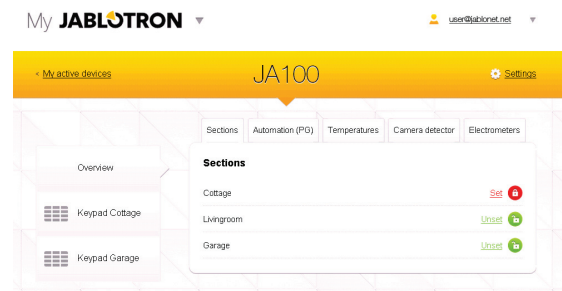 My JABLOTRON
user@jablonet.net
< My active devices
JA100
Settings
Sections Automation (PG) Temperatures Camera detector Electrometers
Overview
Keypad Cottage
Keypad Garage
Sections
Cottage Set
Livingroom Unset
Garage Unset